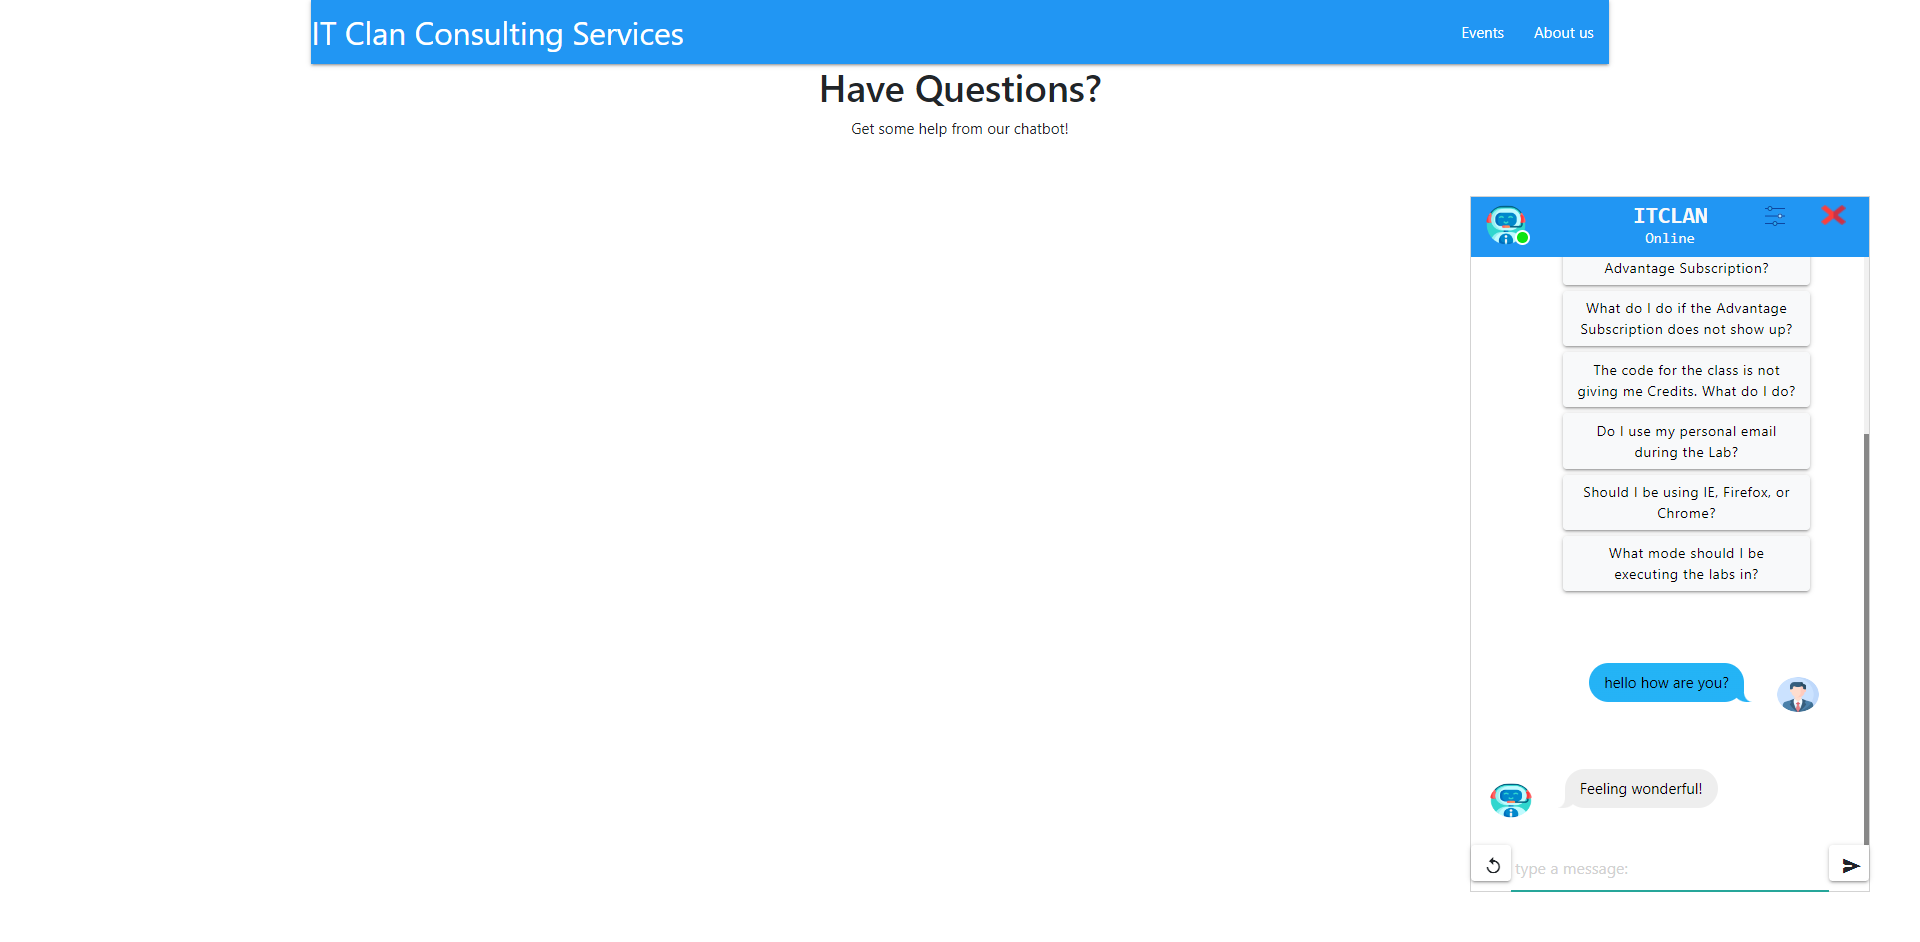 IT Clan Consulting Services
Events
About us
Have Questions?
Get some help from our chatbot!
ITCLAN
Online
Advantage Subscription?
What do I do if the Advantage
Subscription does not show up?
The code for the class is not
giving me Credits. What do I do?
Do I use my personal email
during the Lab?
Should I be using IE, Firefox, or
Chrome?
What mode should I be
executing the labs in?
hello how are you?
Feeling wonderful!
type a message: